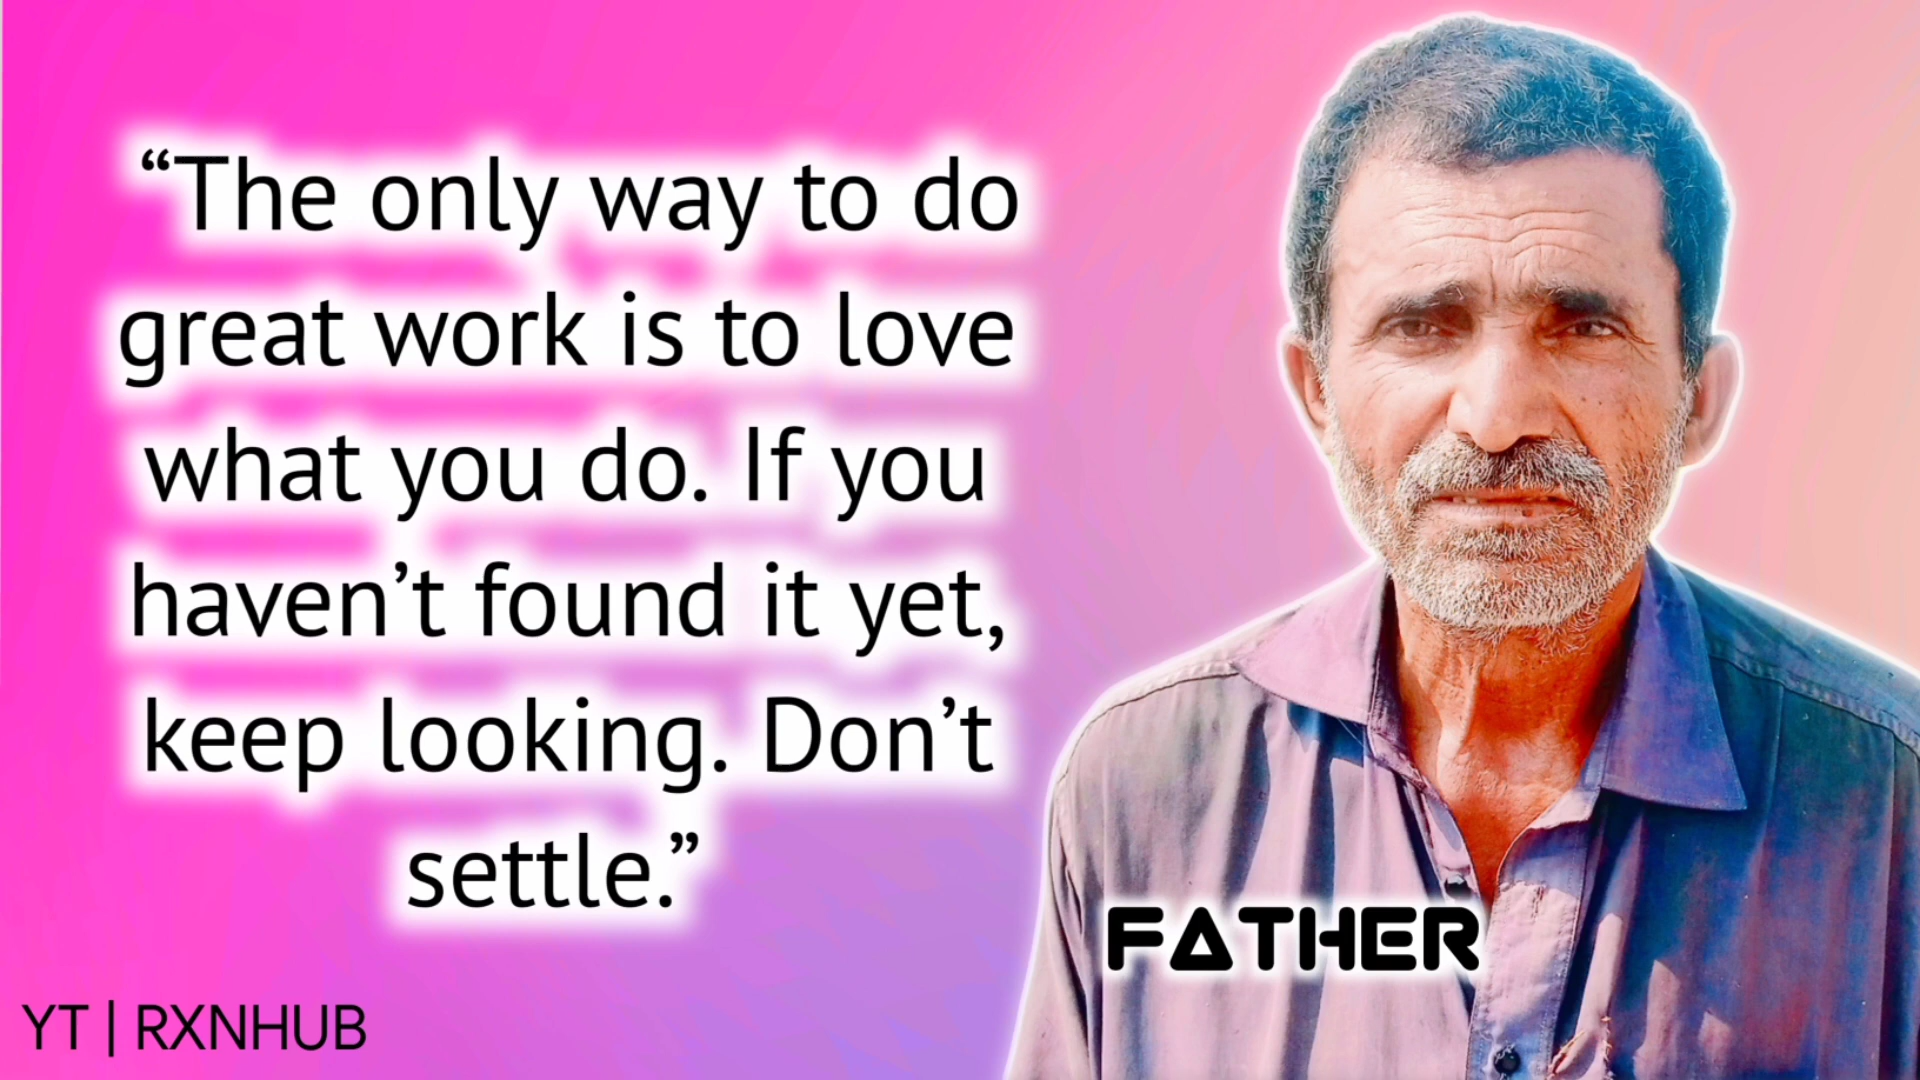 “The only way to do
great work is to love
what you do. If you
haven’t found it yet,
keep looking. Don’t
settle.”
FATHER
YT | RXNHUB